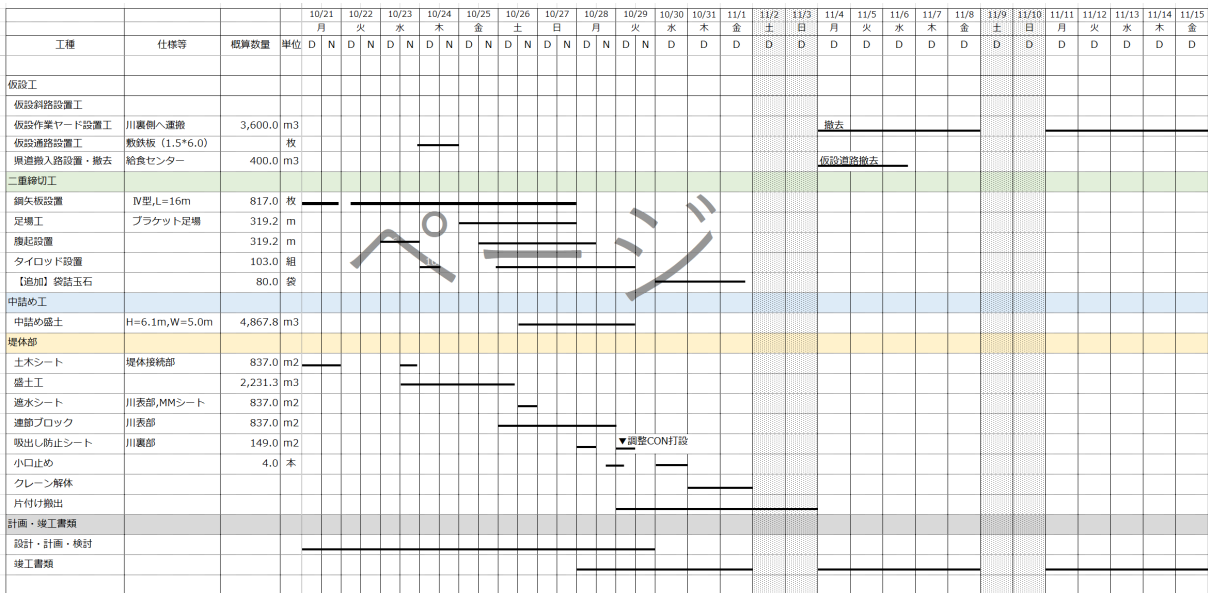 10/21 10/22 10/23 10/24 10/25 10/26 10/27 10/28 10/29 10/30 10/31 11/1 11/2 11/3 11/4 11/5 11/6 11/7 11/8 11/9 11/10 11/11 11/12 11/13 11/14 11/15
月 火 水 木 金 土 日 月 火 水 木 金 土 日 月 火 水 木 金 土 日 月 火 水 木 金
工種 仕様等 概算数量 単位 D N D N D N D N D N D N D N D N D N D D D D D D D D D D D D D D D D D
仮設工
仮設斜路設置工
仮設作業ヤード設置工 川裏側へ運搬 3,600.0 m3 撤去
仮設通路設置工 敷鉄板（1.5*6.0） 枚
県道搬入路設置・撤去 給食センター 400.0 m3 仮設道路撤去
二重締切工
鋼矢板設置 Ⅳ型,L=16m 817.0 枚
足場工 ブラケット足場 319.2 m
腹起設置 319.2 m
タイロッド設置 103.0 組
【追加】袋詰玉石 80.0 袋
ページ
中詰め工
中詰め盛土 H=6.1m,W=5.0m 4,867.8 m3
堤体部
土木シート 堤体接続部 837.0 m2
盛土工 2,231.3 m3
遮水シート 川表部,MMシート 837.0 m2
連節ブロック 川表部 837.0 m2
吸出し防止シート 川裏部 149.0 m2 ▼調整CON打設
小口止め 4.0 本
クレーン解体
片付け搬出
計画・竣工書類
設計・計画・検討
竣工書類